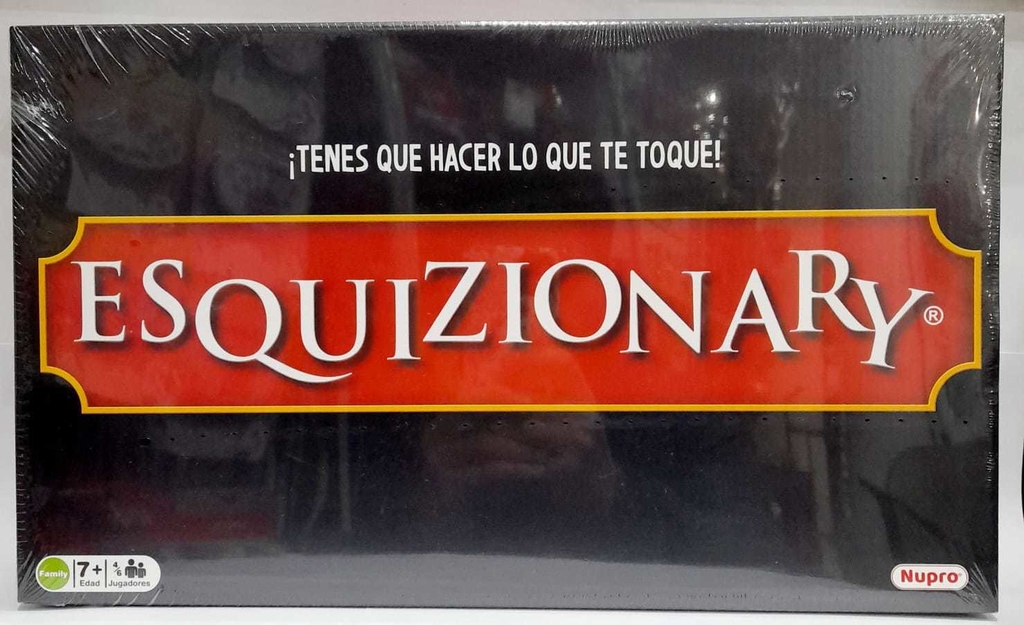 ¡TENES QUE HACER LO QUE TE TOQUE!
ESQUIZIONARY®
Family
7+
Edad
4/6
Jugadores
Nupro